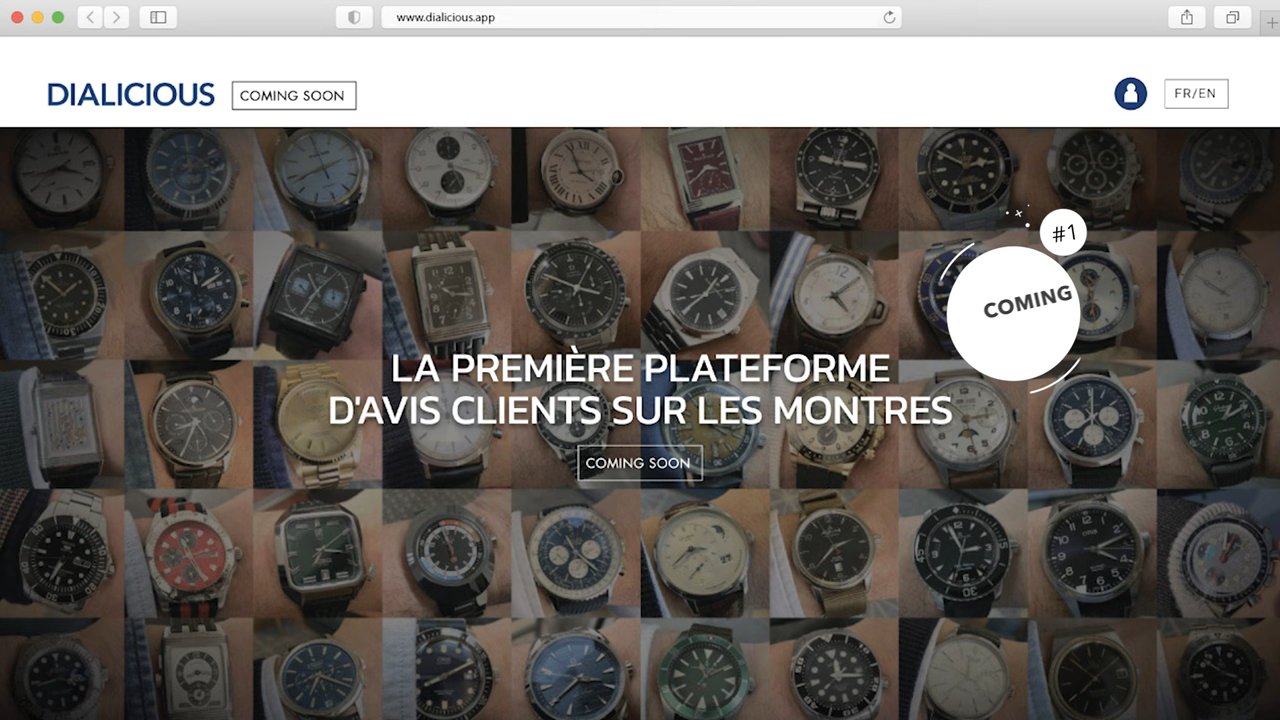 www.dialicious.app
DIALICIOUS
COMING SOON
FR/EN
#1
COMING
LA PREMIÈRE PLATEFORME
D'AVIS CLIENTS SUR LES MONTRES
COMING SOON